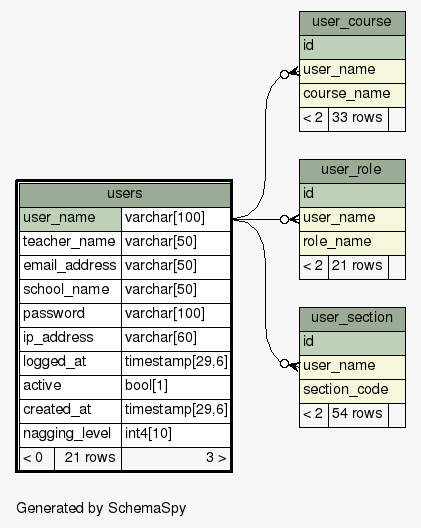 user_course
id
user_name
course_name
< 2 33 rows
user_role
id
user_name
role_name
< 2 21 rows
users
user_name varchar[100]
teacher_name varchar[50]
email_address varchar[50]
school_name varchar[50]
password varchar[100]
ip_address varchar[60]
logged_at timestamp[29,6]
active bool[1]
created_at timestamp[29,6]
nagging_level int4[10]
< 0 21 rows 3 >
user_section
id
user_name
section_code
< 2 54 rows
Generated by SchemaSpy